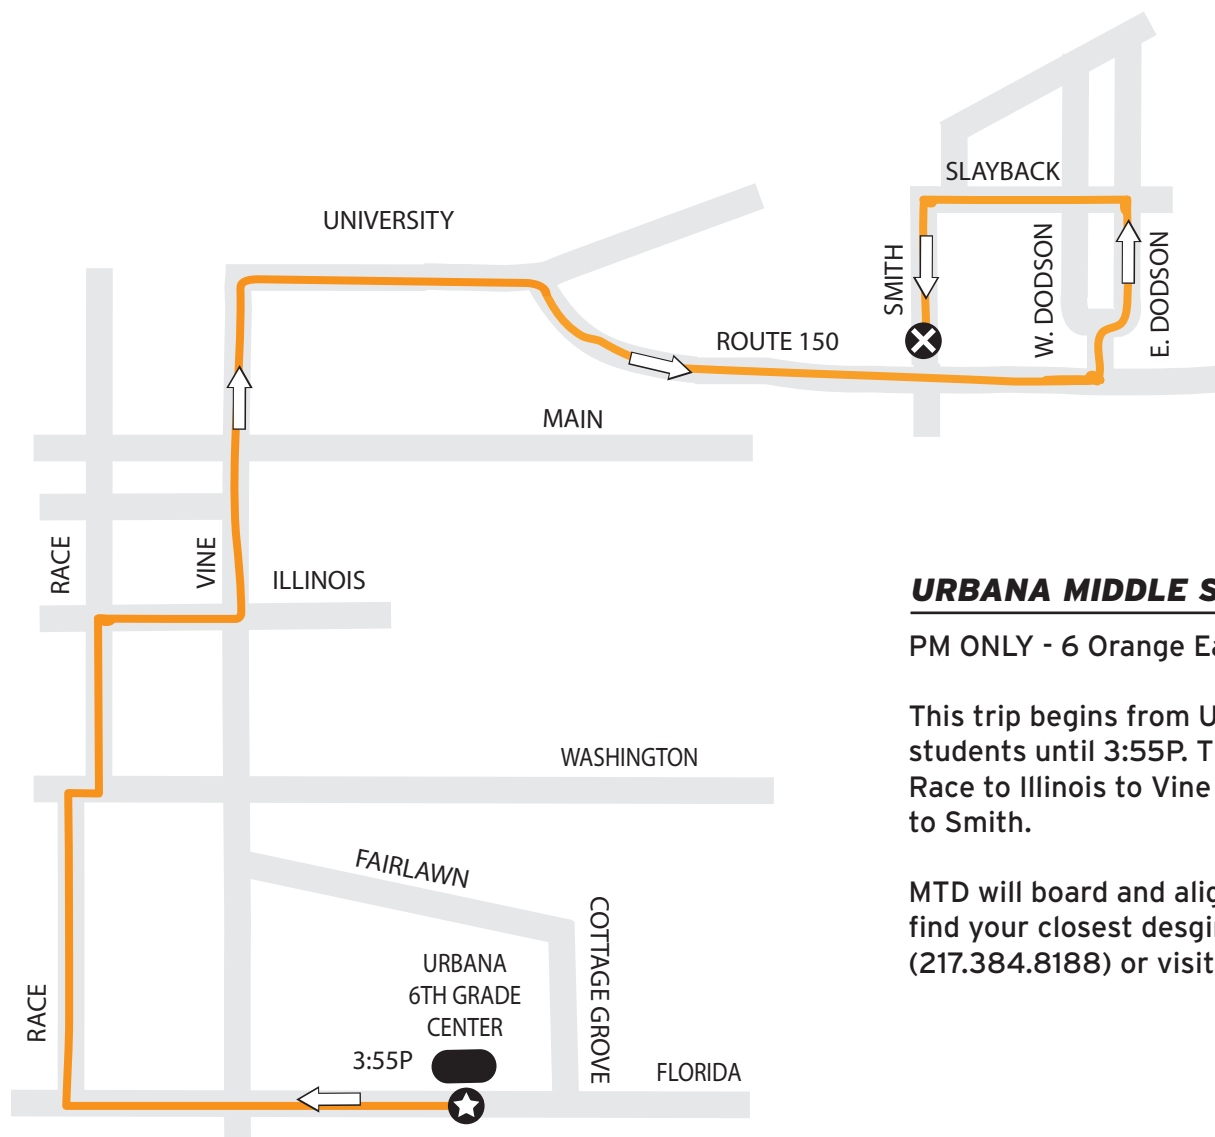 SLAYBACK
UNIVERSITY
SMITH
W. DODSON
E. DODSON
ROUTE 150
MAIN
RACE
VINE
ILLINOIS
URBANA MIDDLE S
PM ONLY - 6 Orange Ea
This trip begins from U
students until 3:55P. T
Race to Illinois to Vine
to Smith.
MTD will board and alig
find your closest desgin
(217.384.8188) or visit
WASHINGTON
FAIRLAWN
COTTAGE GROVE
URBANA
6TH GRADE
CENTER
3:55P
RACE
FLORIDA